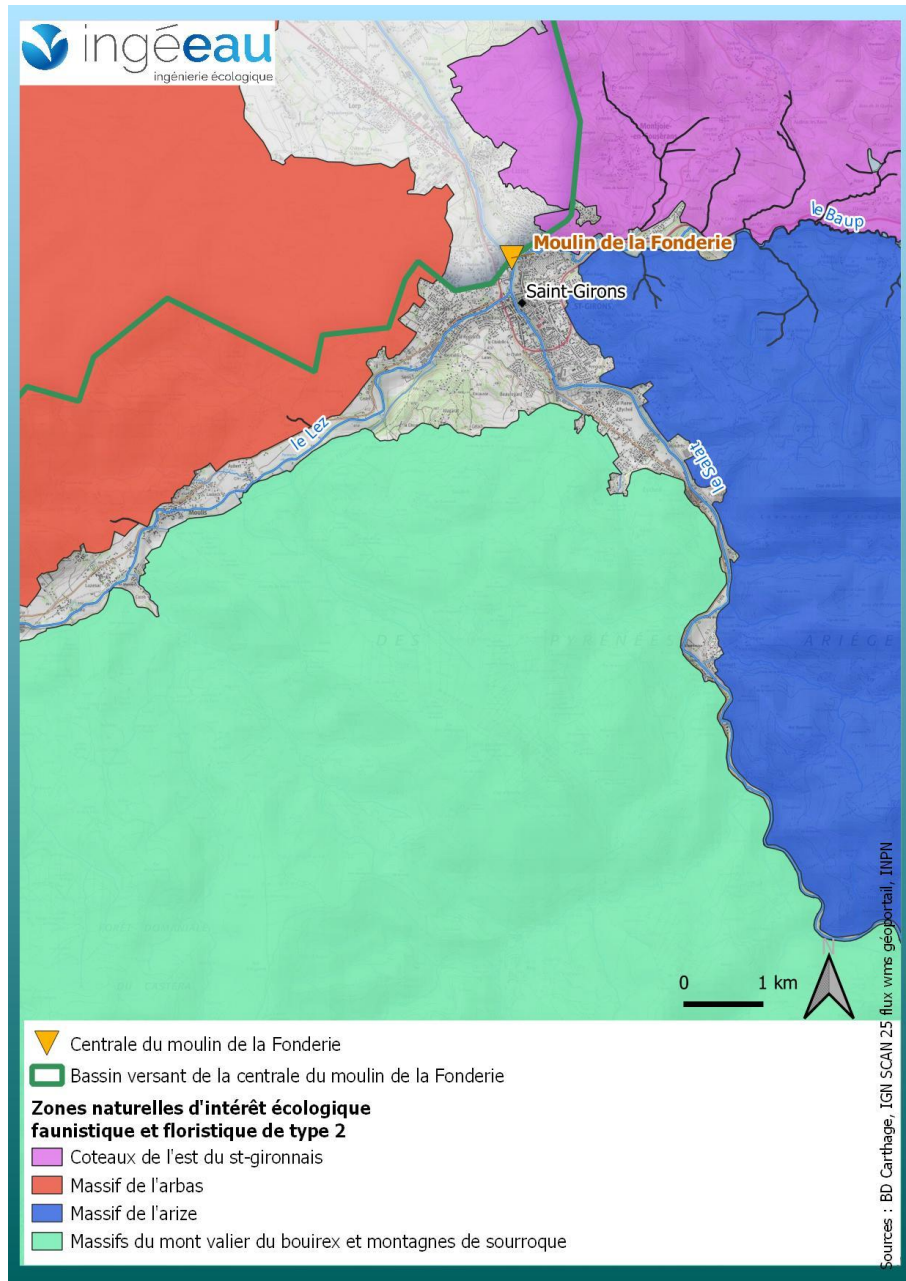 ingéeau
ingénierie écologique
le Baup
Moulin de la Fonderie
Saint-Girons
le Lez
le Salat
Moulis
DES PYRÉNÉES ARIÉGE
N
0 1 km
Centrale du moulin de la Fonderie
Bassin versant de la centrale du moulin de la Fonderie
Zones naturelles d'intérêt écologique
faunistique et floristique de type 2
Coteaux de l'est du st-gironnais
Massif de l'arbas
Massif de l'arize
Massifs du mont valier du bouirex et montagnes de sourroque
Sources : BD Carthage, IGN SCAN 25 flux wms géoportail, INPN